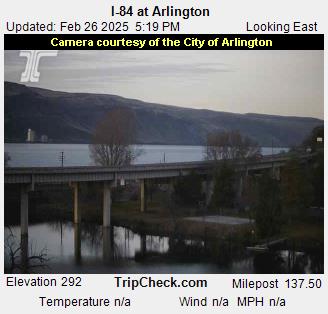 I-84 at Arlington
Updated: Feb 26 2025 5:19 PM Looking East
Camera courtesy of the City of Arlington
Elevation 292 TripCheck.com Milepost 137.50
Temperature n/a Wind n/a MPH n/a